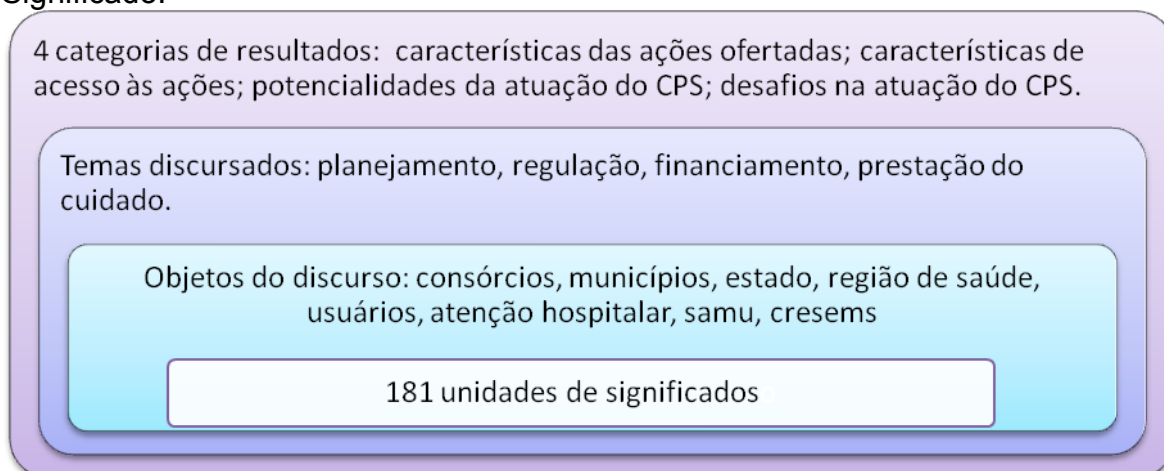 Significado.
4 categorias de resultados: características das ações ofertadas; características de
acesso às ações; potencialidades da atuação do CPS; desafios na atuação do CPS.
Temas discursados: planejamento, regulação, financiamento, prestação do
cuidado.
Objetos do discurso: consórcios, municípios, estado, região de saúde,
usuários, atenção hospitalar, samu, cresems
181 unidades de significados